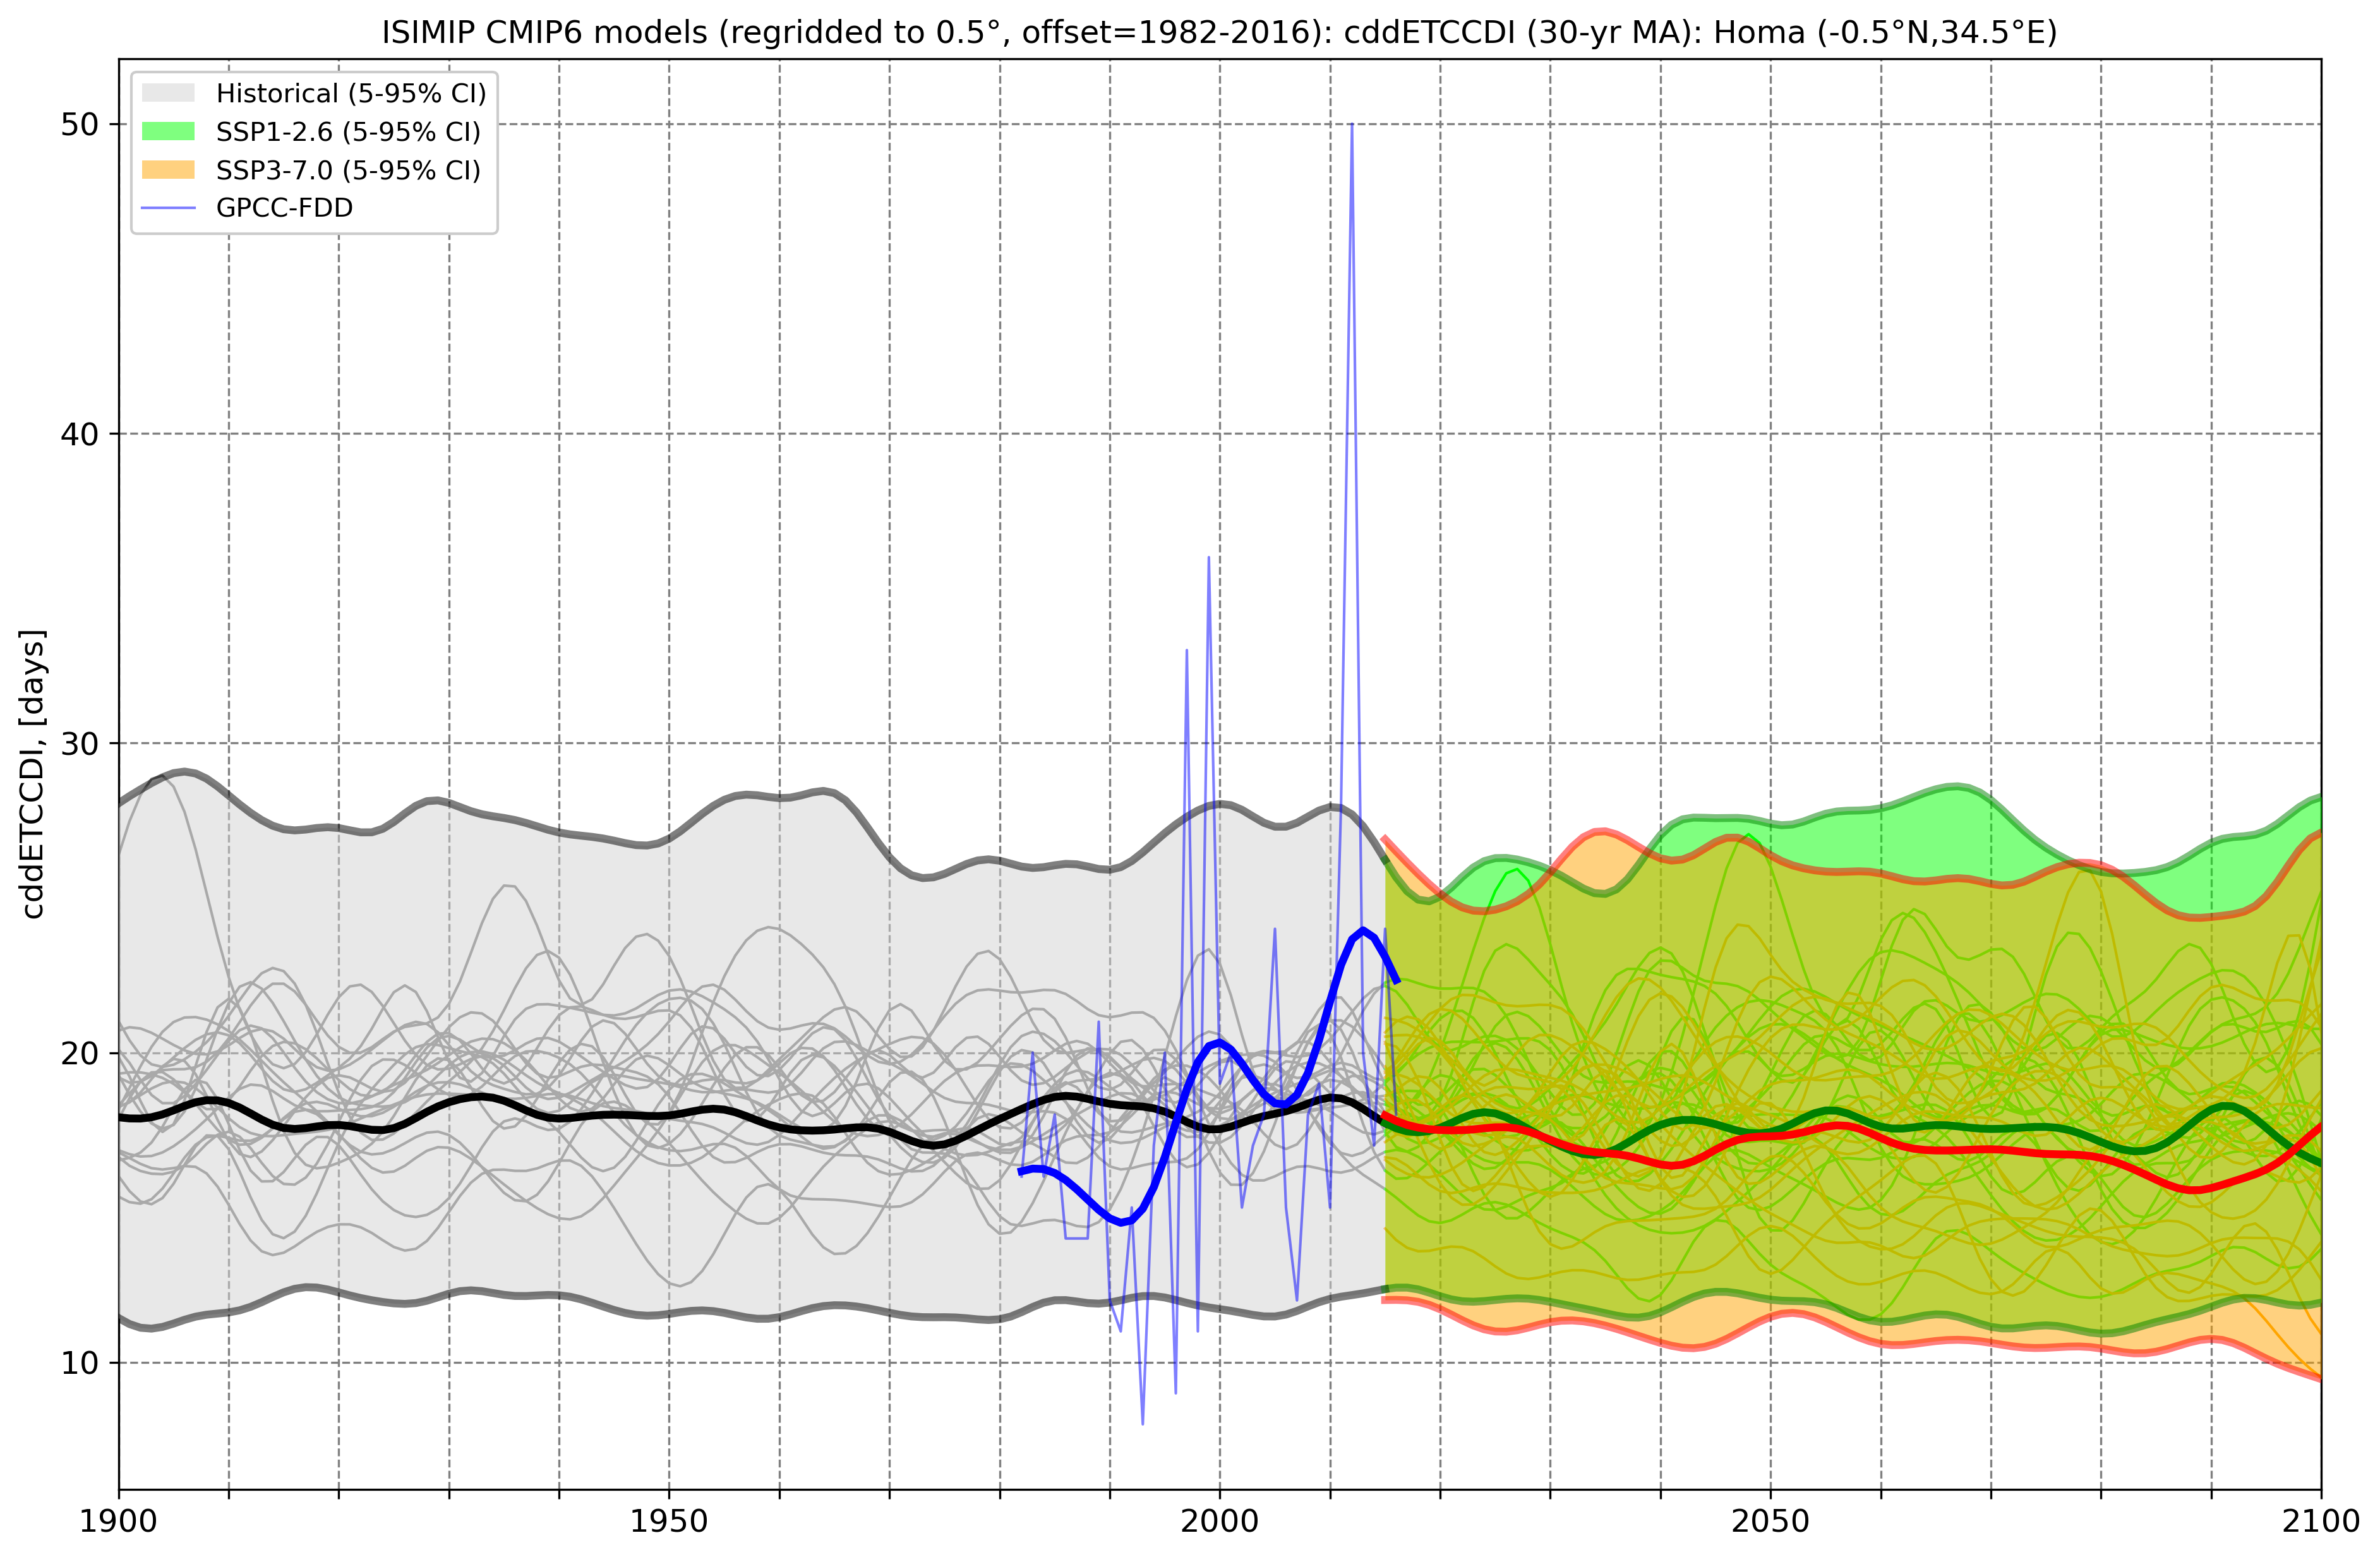 ISIMIP CMIP6 models (regridded to 0.5°, offset=1982-2016): cddETCCDI (30-yr MA): Homa (-0.5°N,34.5°E)
Historical (5-95% CI)
SSP1-2.6 (5-95% CI)
SSP3-7.0 (5-95% CI)
GPCC-FDD
cddETCCDI, [days]
50
40
30
20
10
1900 1950 2000 2050 2100